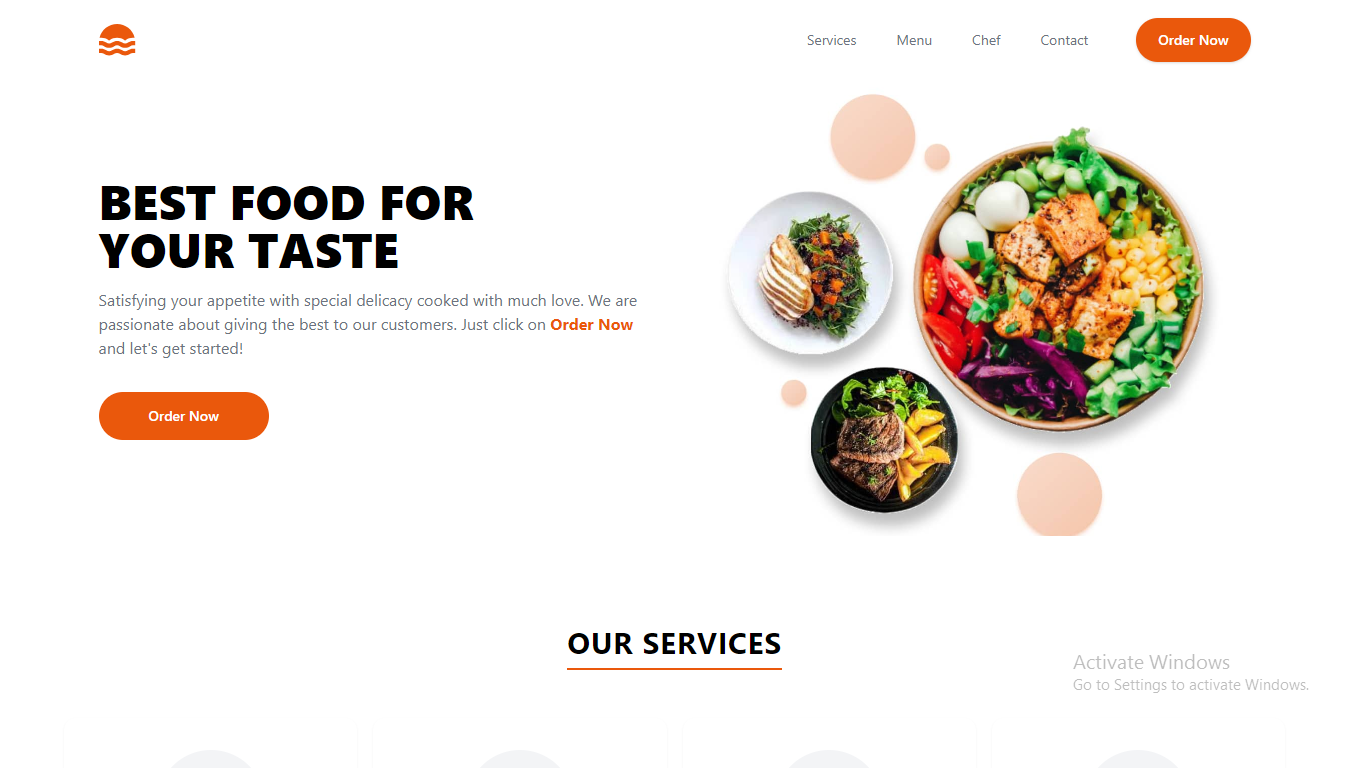 Services
Menu
Chef
Contact
Order Now
BEST FOOD FOR
YOUR TASTE
Satisfying your appetite with special delicacy cooked with much love. We are
passionate about giving the best to our customers. Just click on Order Now
and let's get started!
Order Now
OUR SERVICES
Activate Windows
Go to Settings to activate Windows.